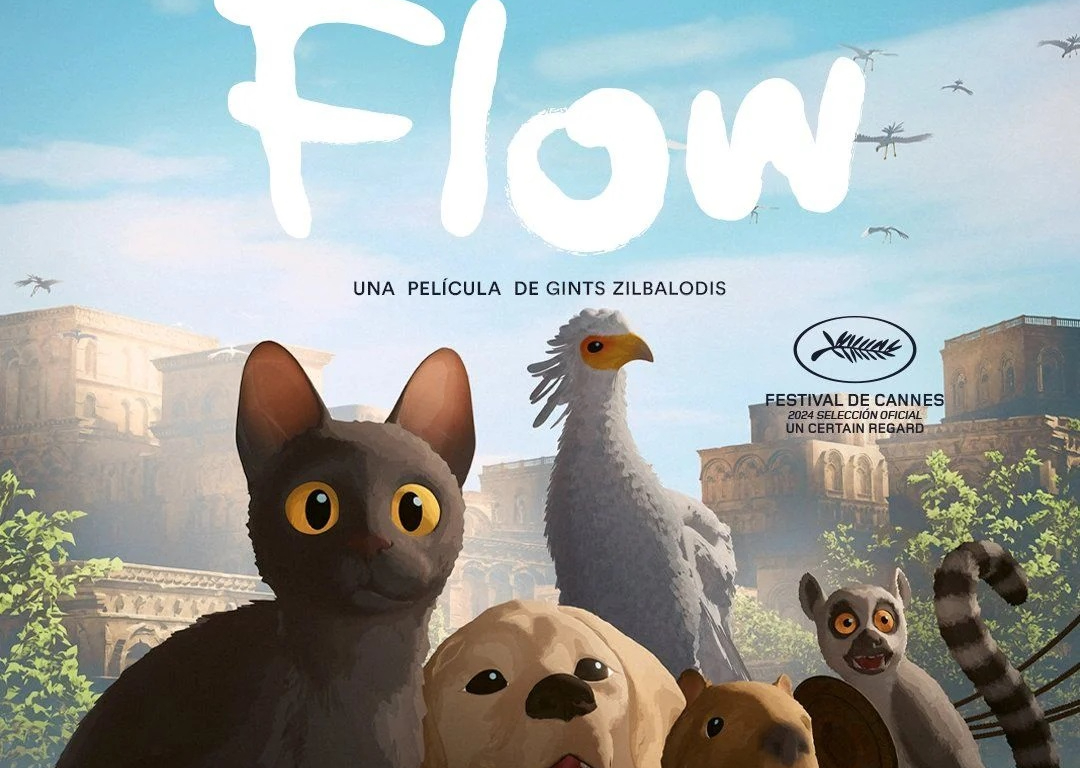 Flow
UNA PELÍCULA DE GINTS ZILBALODIS
FESTIVAL DE CANNES
2024 SELECCIÓN OFICIAL
UN CERTAIN REGARD